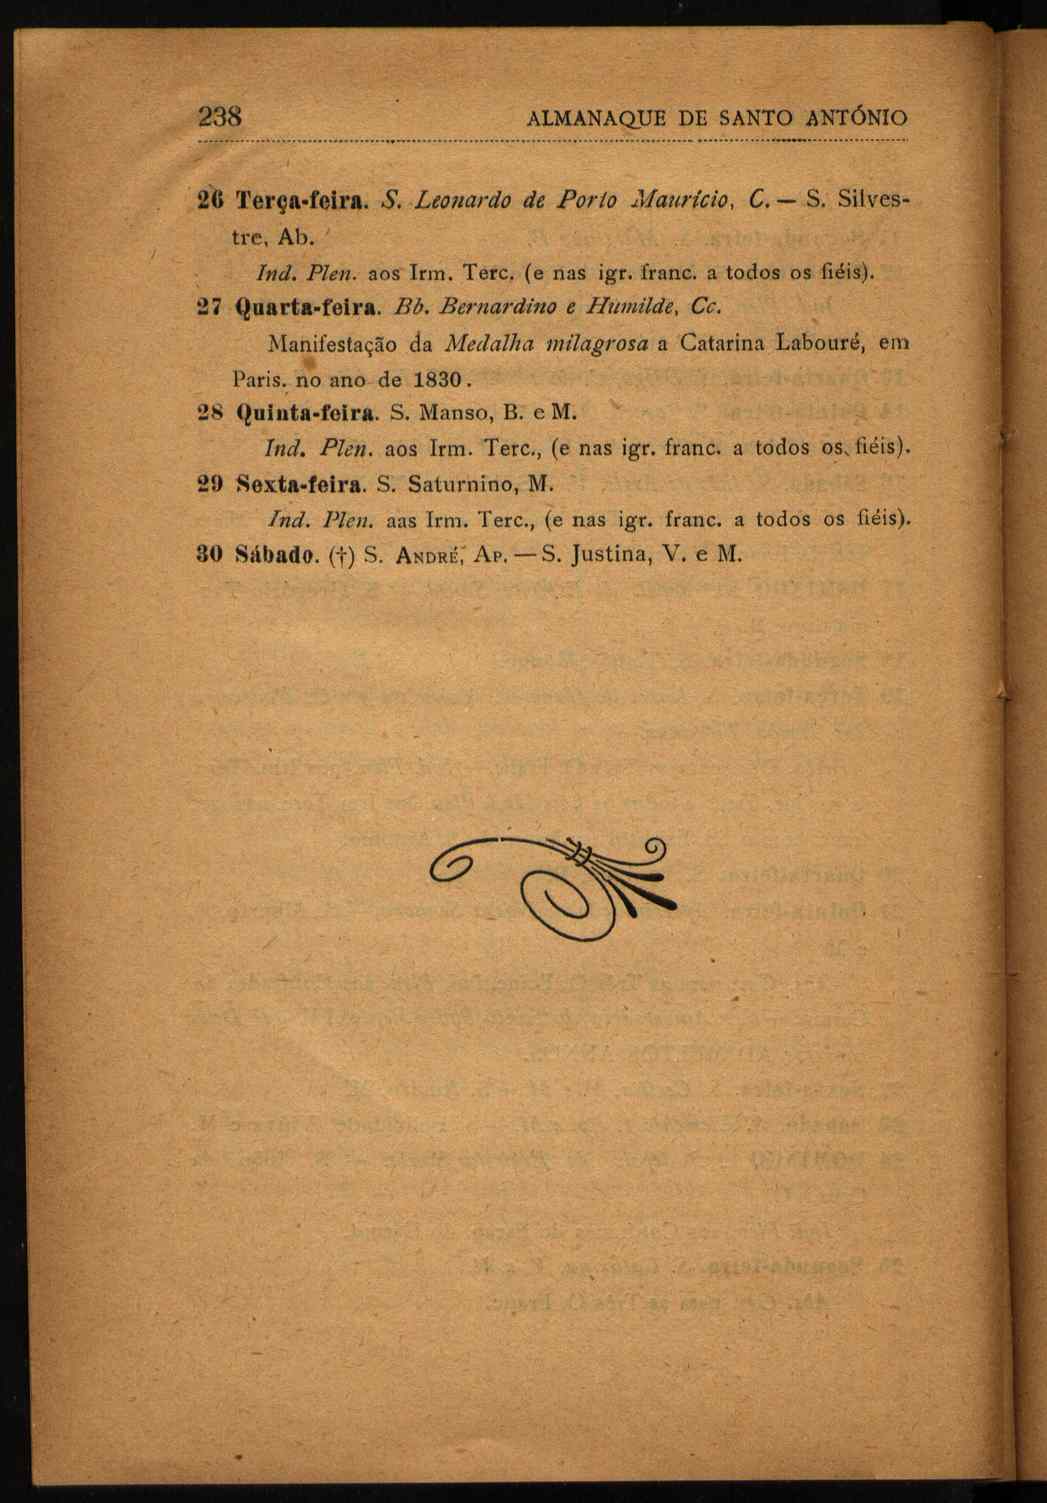 238 ALMANAQUE DE SANTO ANTÓNIO
26 Terça-feira. S. Leonardo de Porto Maurício, C. — S. Silves-
tre, Ab.
Ind. Plen. aos Irm. Terc. (e nas igr. franc. a todos os fiéis).
27 Quarta-feira. Bb. Bernardino e Humilde, Cc.
Manifestação da Medalha milagrosa a Catarina Labouré, em
Paris, no ano de 1830.
28 Quinta-feira. S. Manso, B. e M.
Ind. Plen. aos Irm. Terc., (e nas igr. franc. a todos os fiéis).
29 Sexta-feira. S. Saturnino, M.
Ind. Plen. aas Irm. Terc., (e nas igr. franc. a todos os fiéis).
30 Sábado. (†) S. André, Ap. — S. Justina, V. e M.